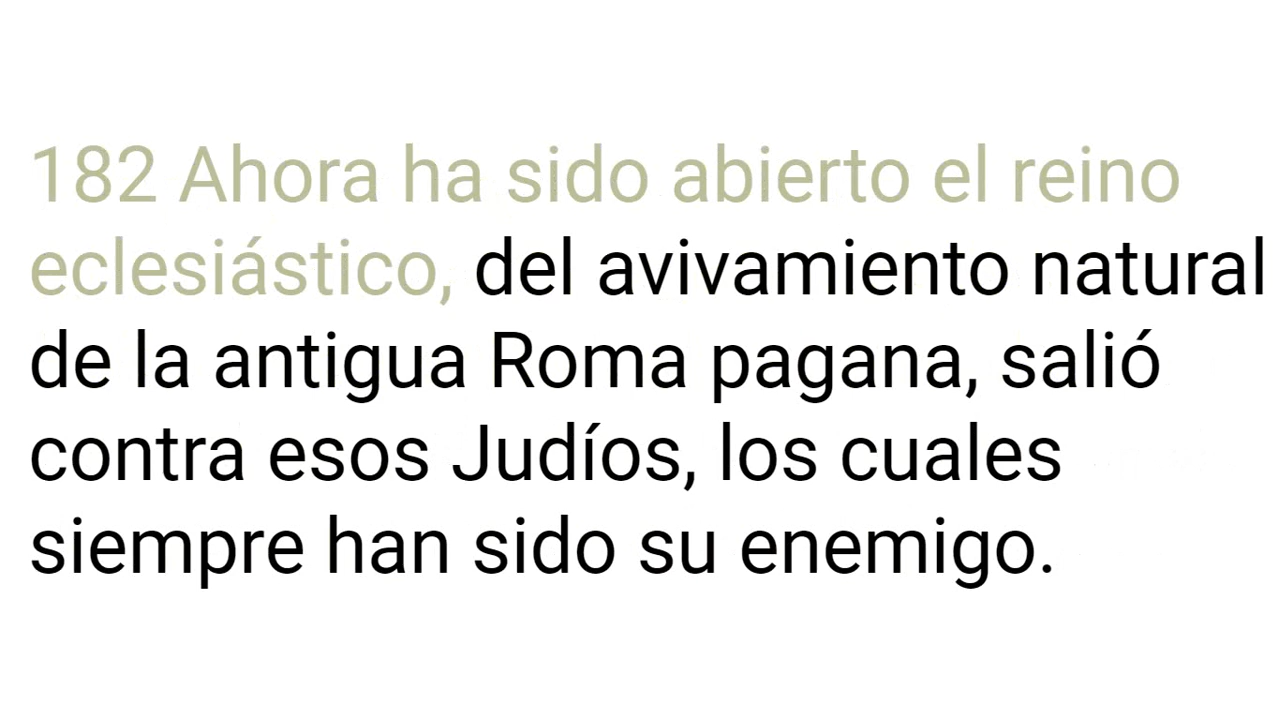 182 Ahora ha sido abierto el reino
eclesiástico, del avivamiento natural
de la antigua Roma pagana, salió
contra esos Judíos, los cuales
siempre han sido su enemigo.